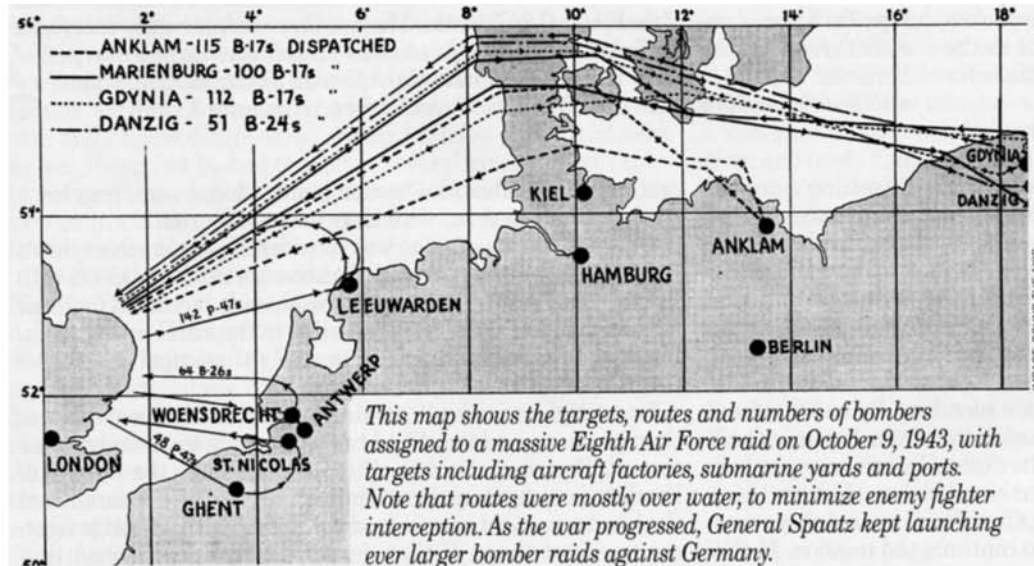 2° 4° 6° 8° 10° 12° 14° 16° 18°
56°
ANKLAM - 115 B-17s DISPATCHED
MARIENBURG - 100 B-17s "
GDYNIA - 112 B-17s "
DANZIG - 51 B-24s "
GDYNIA
DANZIG
KIEL
54°
ANKLAM
HAMBURG
LEEUWARDEN
142 P-47s
BERLIN
64 B-26s
52°
WOENSDRECHT
ANTWERP
LONDON
48 P-47s
ST. NICOLAS
GHENT
50°
This map shows the targets, routes and numbers of bombers
assigned to a massive Eighth Air Force raid on October 9, 1943, with
targets including aircraft factories, submarine yards and ports.
Note that routes were mostly over water, to minimize enemy fighter
interception. As the war progressed, General Spaatz kept launching
ever larger bomber raids against Germany.